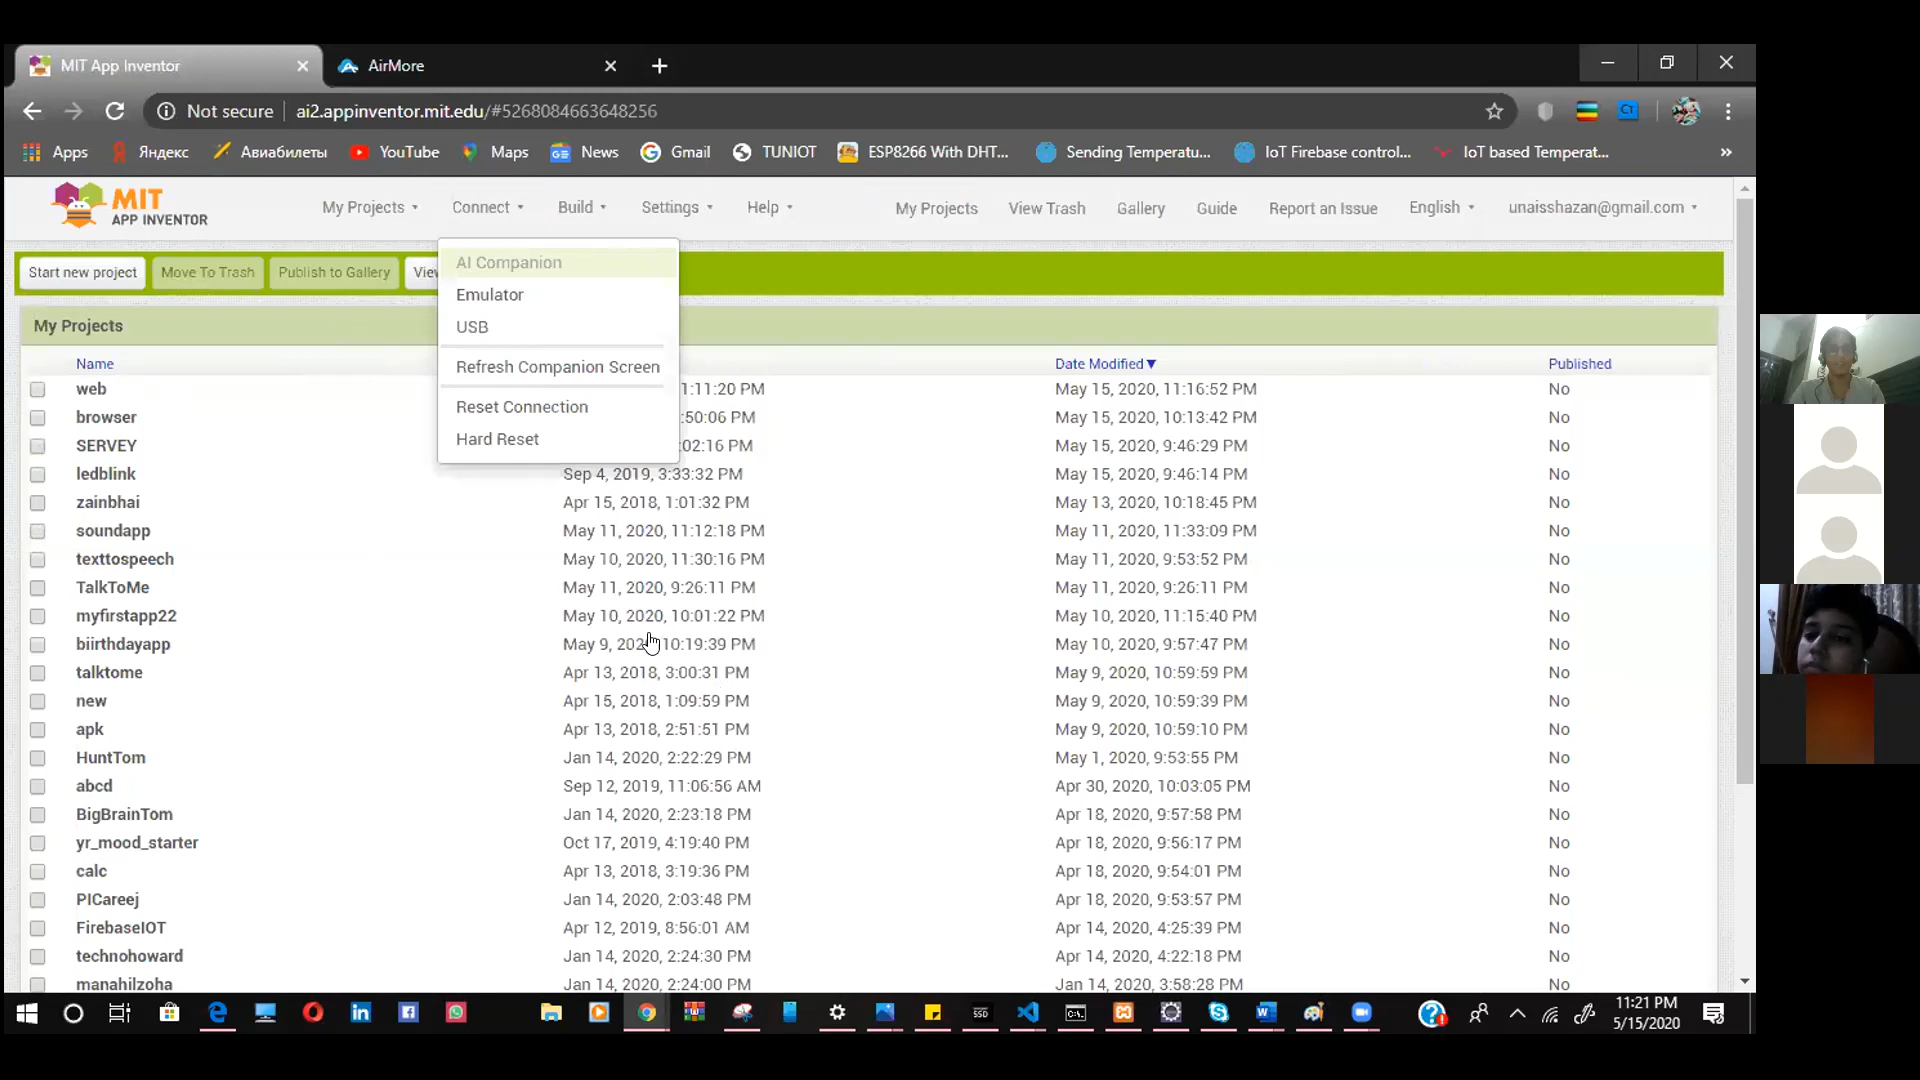 MIT App Inventor
AirMore
Not secure
ai2.appinventor.mit.edu/#5268084663648256
Apps
Яндекс
Авиабилеты
YouTube
Maps
News
Gmail
TUNIOT
ESP8266 With DHT...
Sending Temperatu...
IoT Firebase control...
IoT based Temperat...
MIT
APP INVENTOR
My Projects
Connect
Build
Settings
Help
My Projects
View Trash
Gallery
Guide
Report an Issue
English
unaisshazan@gmail.com
Start new project
Move To Trash
Publish to Gallery
View
AI Companion
Emulator
USB
Refresh Companion Screen
Reset Connection
Hard Reset
My Projects
Name Date Modified▼ Published
web 1:11:20 PM May 15, 2020, 11:16:52 PM No
browser :50:06 PM May 15, 2020, 10:13:42 PM No
SERVEY :02:16 PM May 15, 2020, 9:46:29 PM No
ledblink Sep 4, 2019, 3:33:32 PM May 15, 2020, 9:46:14 PM No
zainbhai Apr 15, 2018, 1:01:32 PM May 13, 2020, 10:18:45 PM No
soundapp May 11, 2020, 11:12:18 PM May 11, 2020, 11:33:09 PM No
texttospeech May 10, 2020, 11:30:16 PM May 11, 2020, 9:53:52 PM No
TalkToMe May 11, 2020, 9:26:11 PM May 11, 2020, 9:26:11 PM No
myfirstapp22 May 10, 2020, 10:01:22 PM May 10, 2020, 11:15:40 PM No
biirthdayapp May 9, 2020, 10:19:39 PM May 10, 2020, 9:57:47 PM No
talktome Apr 13, 2018, 3:00:31 PM May 9, 2020, 10:59:59 PM No
new Apr 15, 2018, 1:09:59 PM May 9, 2020, 10:59:39 PM No
apk Apr 13, 2018, 2:51:51 PM May 9, 2020, 10:59:10 PM No
HuntTom Jan 14, 2020, 2:22:29 PM May 1, 2020, 9:53:55 PM No
abcd Sep 12, 2019, 11:06:56 AM Apr 30, 2020, 10:03:05 PM No
BigBrainTom Jan 14, 2020, 2:23:18 PM Apr 18, 2020, 9:57:58 PM No
yr_mood_starter Oct 17, 2019, 4:19:40 PM Apr 18, 2020, 9:56:17 PM No
calc Apr 13, 2018, 3:19:36 PM Apr 18, 2020, 9:54:01 PM No
PICareej Jan 14, 2020, 2:03:48 PM Apr 18, 2020, 9:53:57 PM No
FirebaseIOT Apr 12, 2019, 8:56:01 AM Apr 14, 2020, 4:25:39 PM No
technohoward Jan 14, 2020, 2:24:30 PM Apr 14, 2020, 4:22:18 PM No
manahilzoha Jan 14, 2020, 2:24:00 PM Jan 14, 2020, 3:58:28 PM No
11:21 PM
5/15/2020